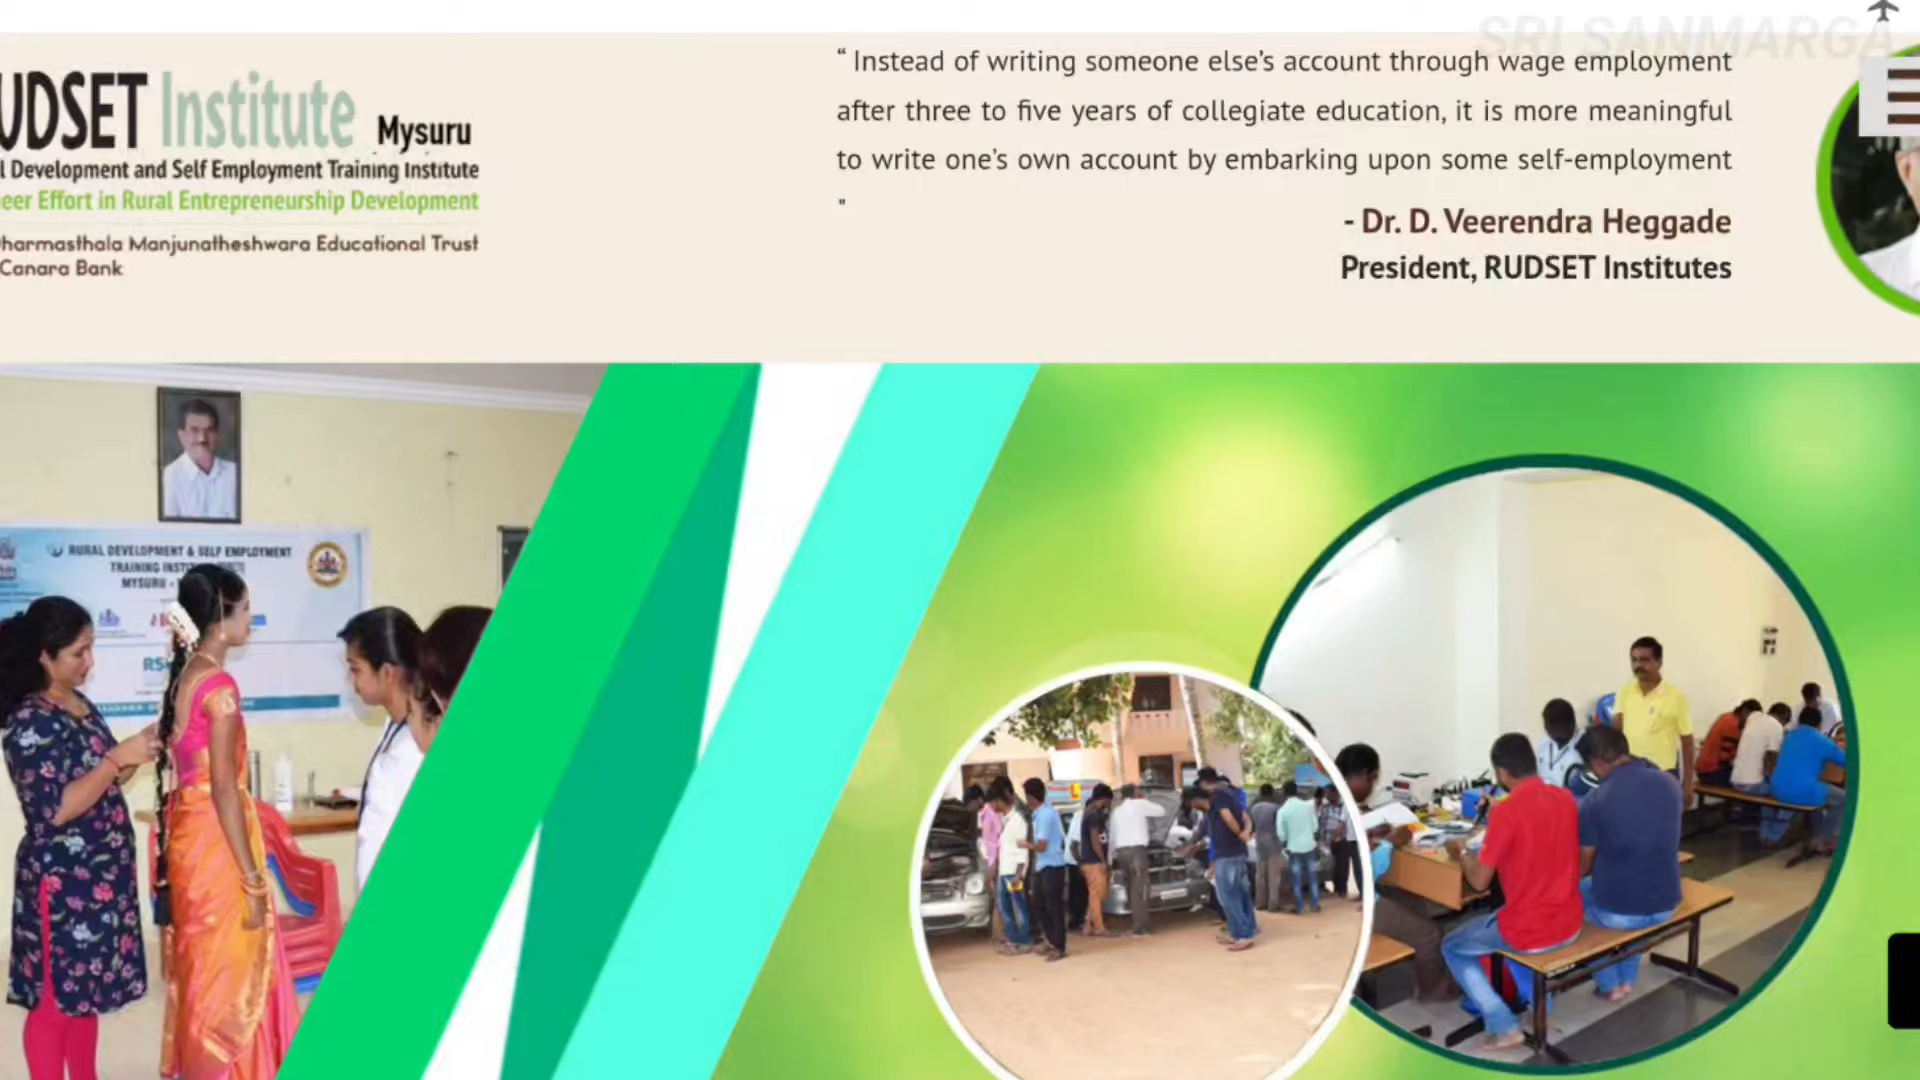 SRI SANMARGA
UDSET Institute Mysuru
l Development and Self Employment Training Institute
eer Effort in Rural Entrepreneurship Development
harmasthala Manjunatheshwara Educational Trust
Canara Bank
“ Instead of writing someone else’s account through wage employment
after three to five years of collegiate education, it is more meaningful
to write one’s own account by embarking upon some self-employment
"
- Dr. D. Veerendra Heggade
President, RUDSET Institutes
RURAL DEVELOPMENT & SELF EMPLOYMENT
TRAINING
MYSURU -
RS